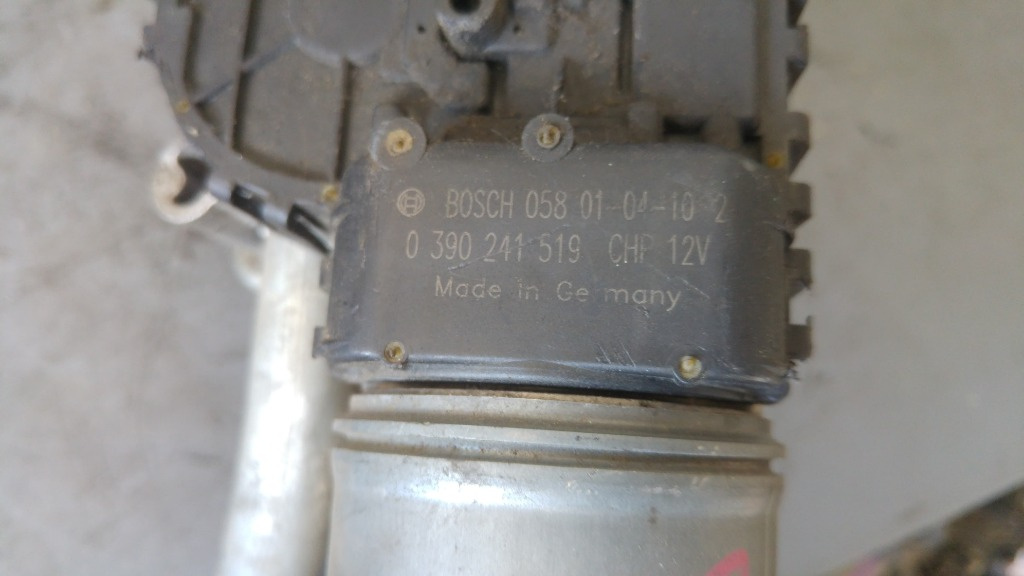 BOSCH 058 01-04-10 2
0 390 241 519 CHP 12V
Made in Germany